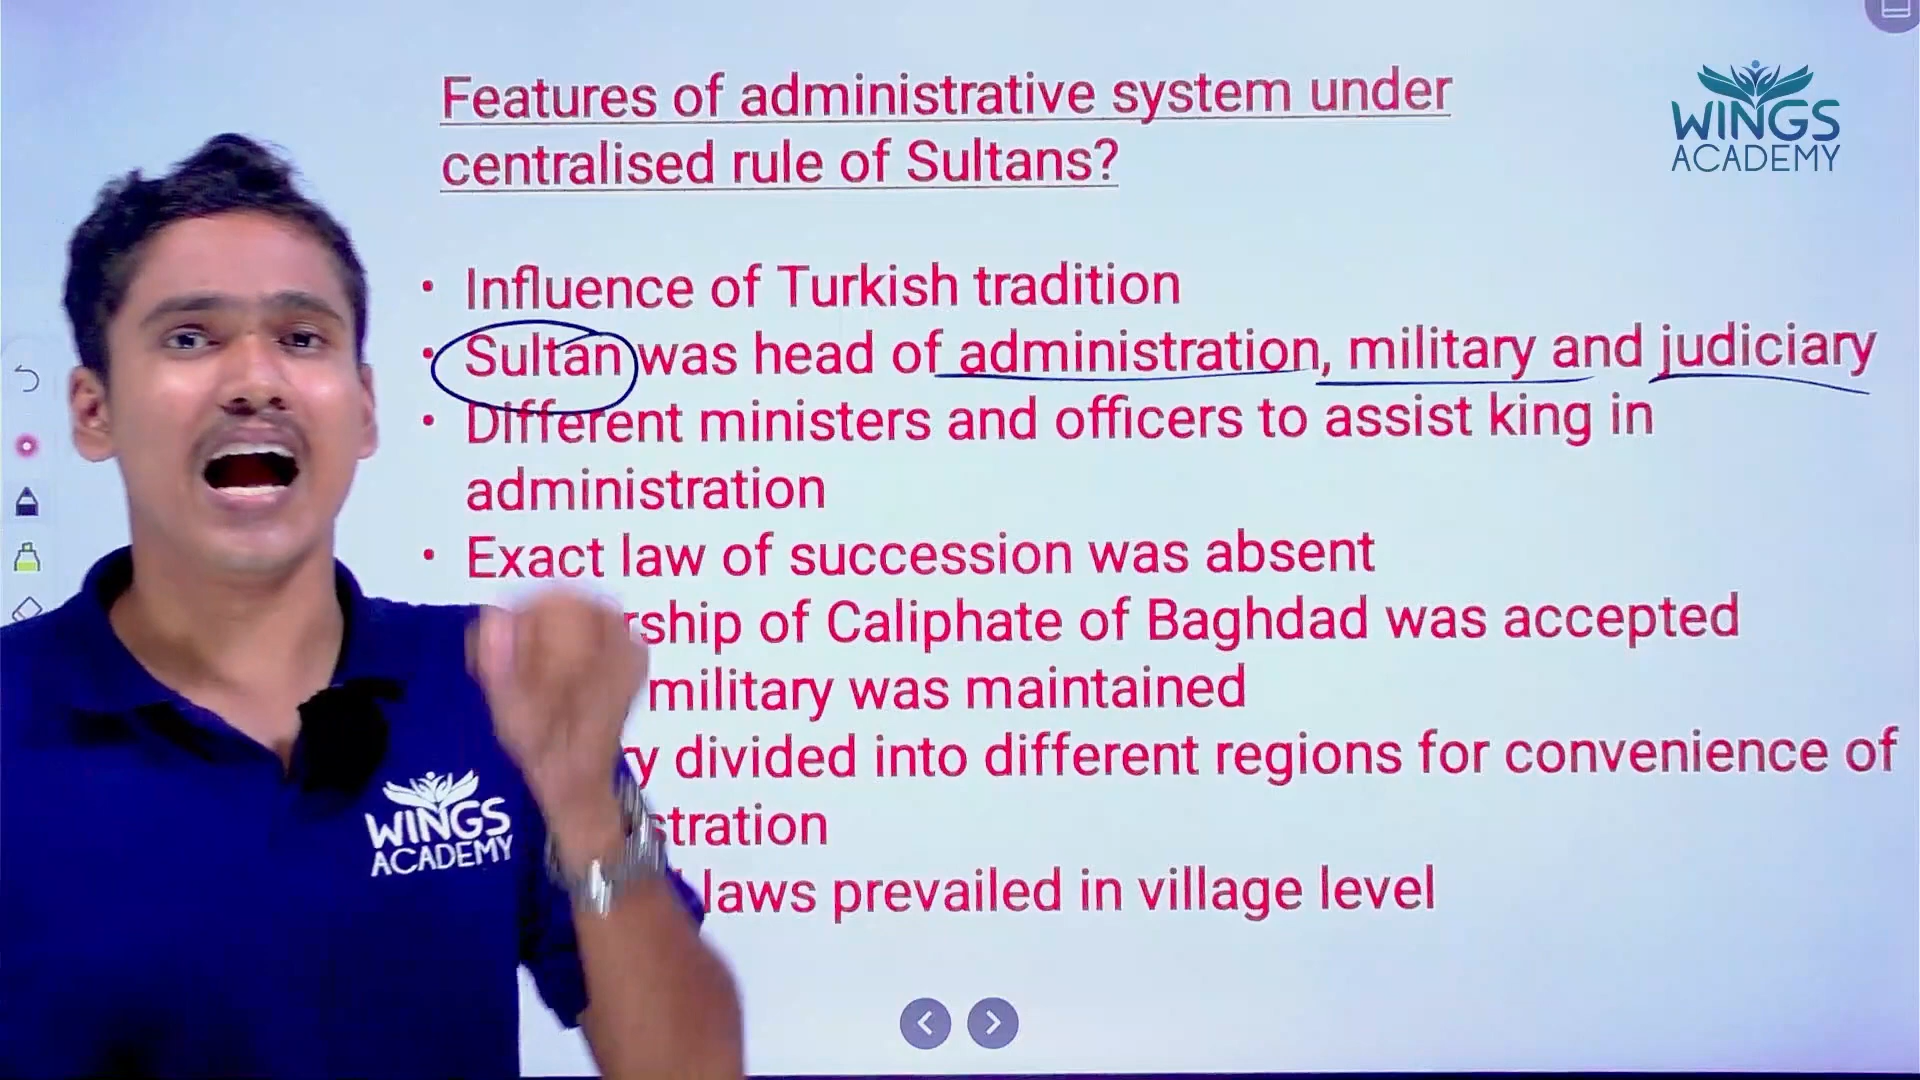 Features of administrative system under
centralised rule of Sultans?
WINGS
ACADEMY
• Influence of Turkish tradition
• Sultan was head of administration, military and judiciary
• Different ministers and officers to assist king in
administration
• Exact law of succession was absent
of Caliphate of Baghdad was accepted
military was maintained
divided into different regions for convenience of
laws prevailed in village level
WINGS
ACADEMY